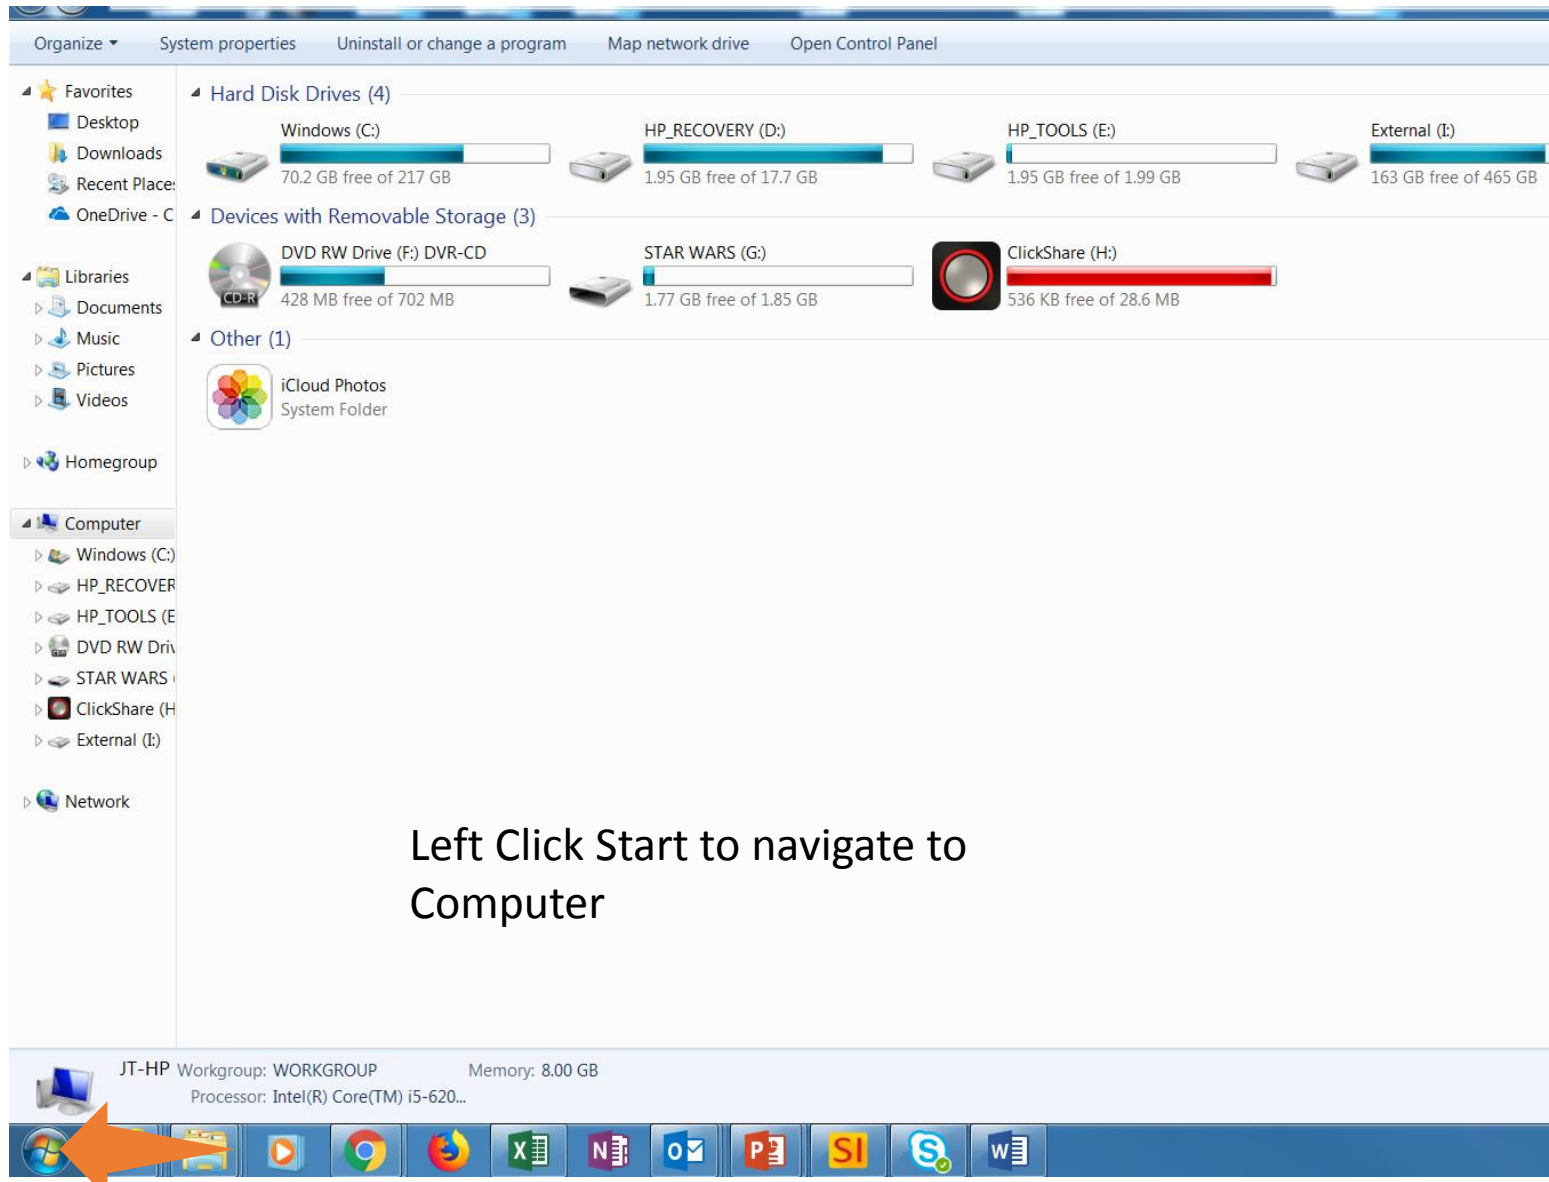 Organize System properties Uninstall or change a program Map network drive Open Control Panel
Favorites
Desktop
Downloads
Recent Place
OneDrive - C
Libraries
Documents
Music
Pictures
Videos
Homegroup
Computer
Windows (C:)
HP_RECOVER
HP_TOOLS (E
DVD RW Driv
STAR WARS
ClickShare (H
External (I:)
Network
Hard Disk Drives (4)
Windows (C:)
70.2 GB free of 217 GB
HP_RECOVERY (D:)
1.95 GB free of 17.7 GB
HP_TOOLS (E:)
1.95 GB free of 1.99 GB
External (I:)
163 GB free of 465 GB
Devices with Removable Storage (3)
DVD RW Drive (F:) DVR-CD
CD-R
428 MB free of 702 MB
STAR WARS (G:)
1.77 GB free of 1.85 GB
ClickShare (H:)
536 KB free of 28.6 MB
Other (1)
iCloud Photos
System Folder
Left Click Start to navigate to
Computer
JT-HP Workgroup: WORKGROUP Memory: 8.00 GB
Processor: Intel(R) Core(TM) i5-620...
X N O P SI S W